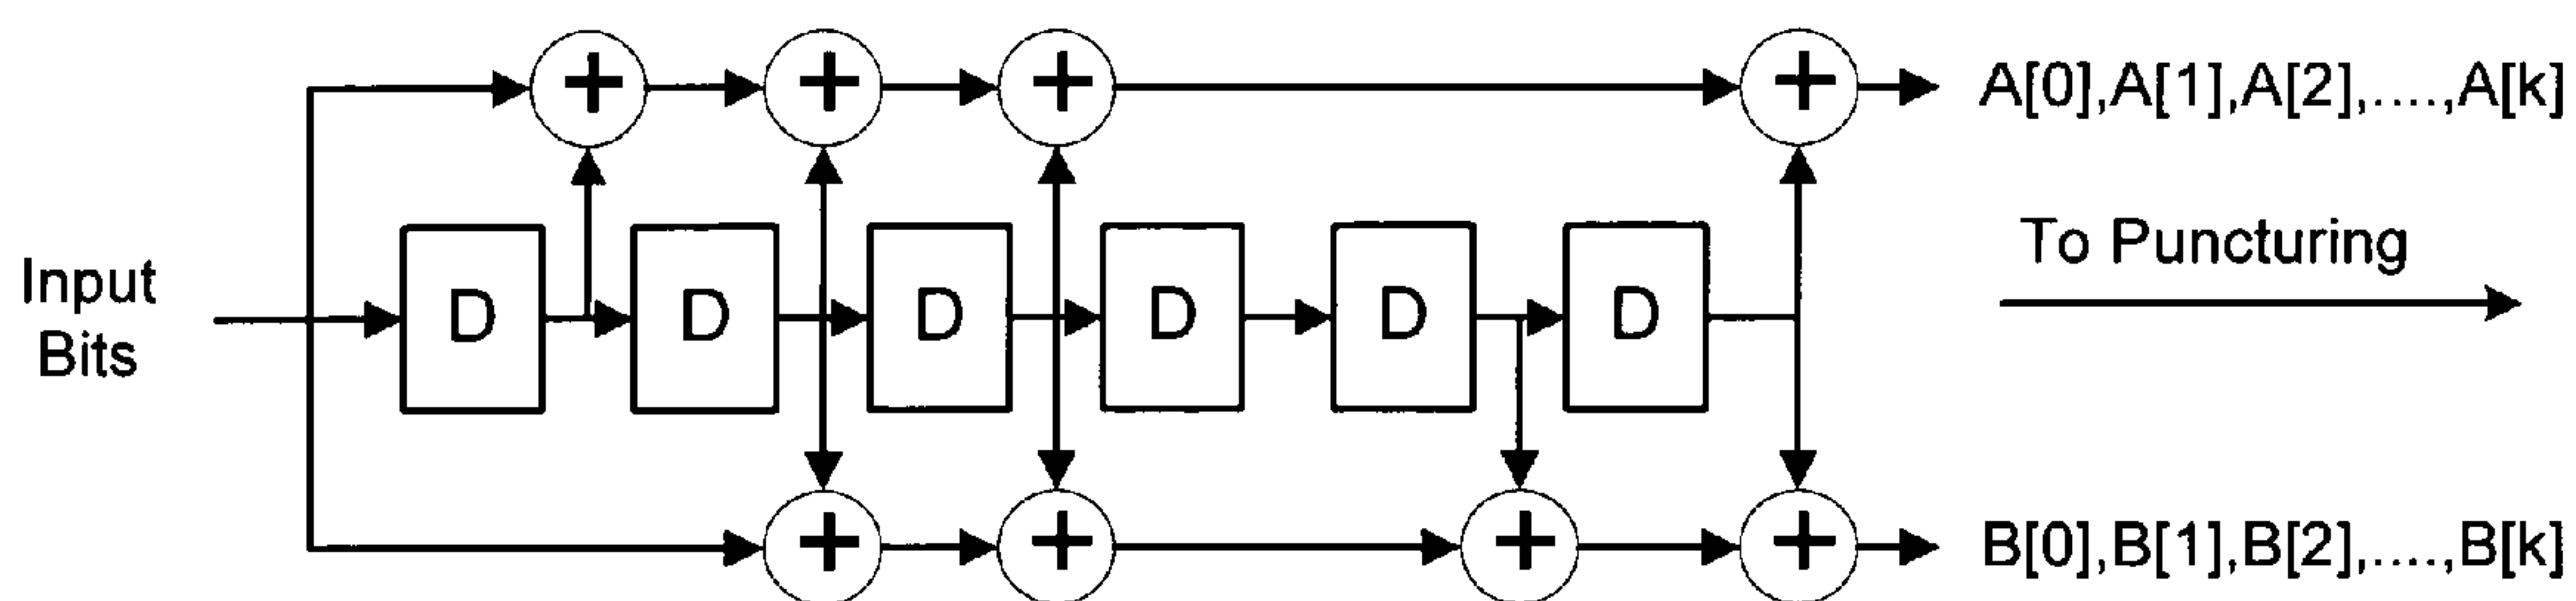 + + + +
A[0],A[1],A[2],....,A[k]
Input
Bits
D D D D D D
To Puncturing
+ + + +
B[0],B[1],B[2],....,B[k]